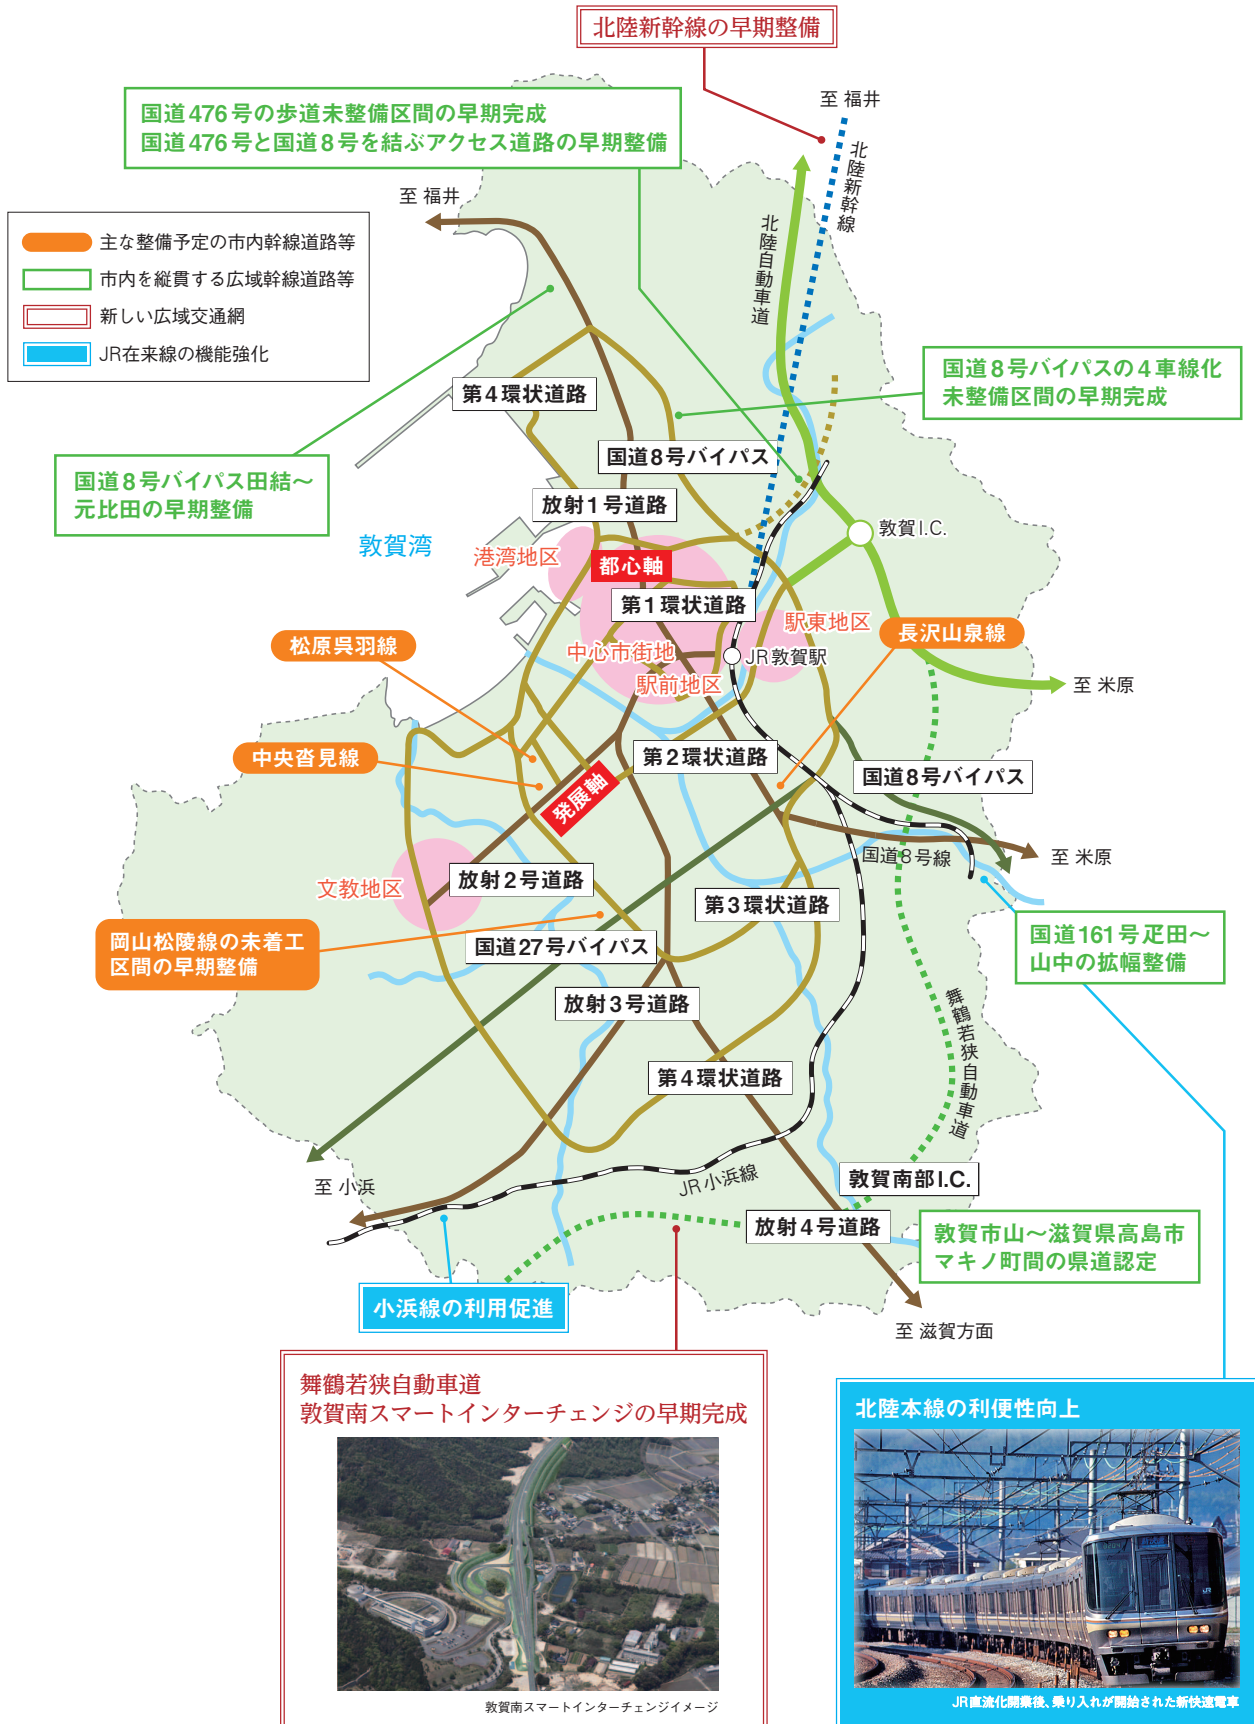 北陸新幹線の早期整備
国道476号の歩道未整備区間の早期完成
国道476号と国道8号を結ぶアクセス道路の早期整備
至 福井
北陸新幹線
至 福井
北陸自動車道
主な整備予定の市内幹線道路等
市内を縦貫する広域幹線道路等
新しい広域交通網
JR在来線の機能強化
国道8号バイパスの4車線化
未整備区間の早期完成
第4環状道路
国道8号バイパス
国道8号バイパス田結～
元比田の早期整備
放射1号道路
敦賀I.C.
敦賀湾
港湾地区
都心軸
第1環状道路
駅東地区
長沢山泉線
松原呉羽線
中心市街地
JR敦賀駅
駅前地区
至 米原
中央沓見線
第2環状道路
国道8号バイパス
発展軸
国道8号線
至 米原
文教地区
放射2号道路
第3環状道路
岡山松陵線の未着工
区間の早期整備
国道27号バイパス
国道161号疋田～
山中の拡幅整備
放射3号道路
舞鶴若狭自動車道
第4環状道路
至 小浜
JR小浜線
敦賀南部I.C.
放射4号道路
敦賀市山～滋賀県高島市
マキノ町間の県道認定
小浜線の利用促進
至 滋賀方面
舞鶴若狭自動車道
敦賀南スマートインターチェンジの早期完成
敦賀南スマートインターチェンジイメージ
北陸本線の利便性向上
JR直流化開業後、乗り入れが開始された新快速電車